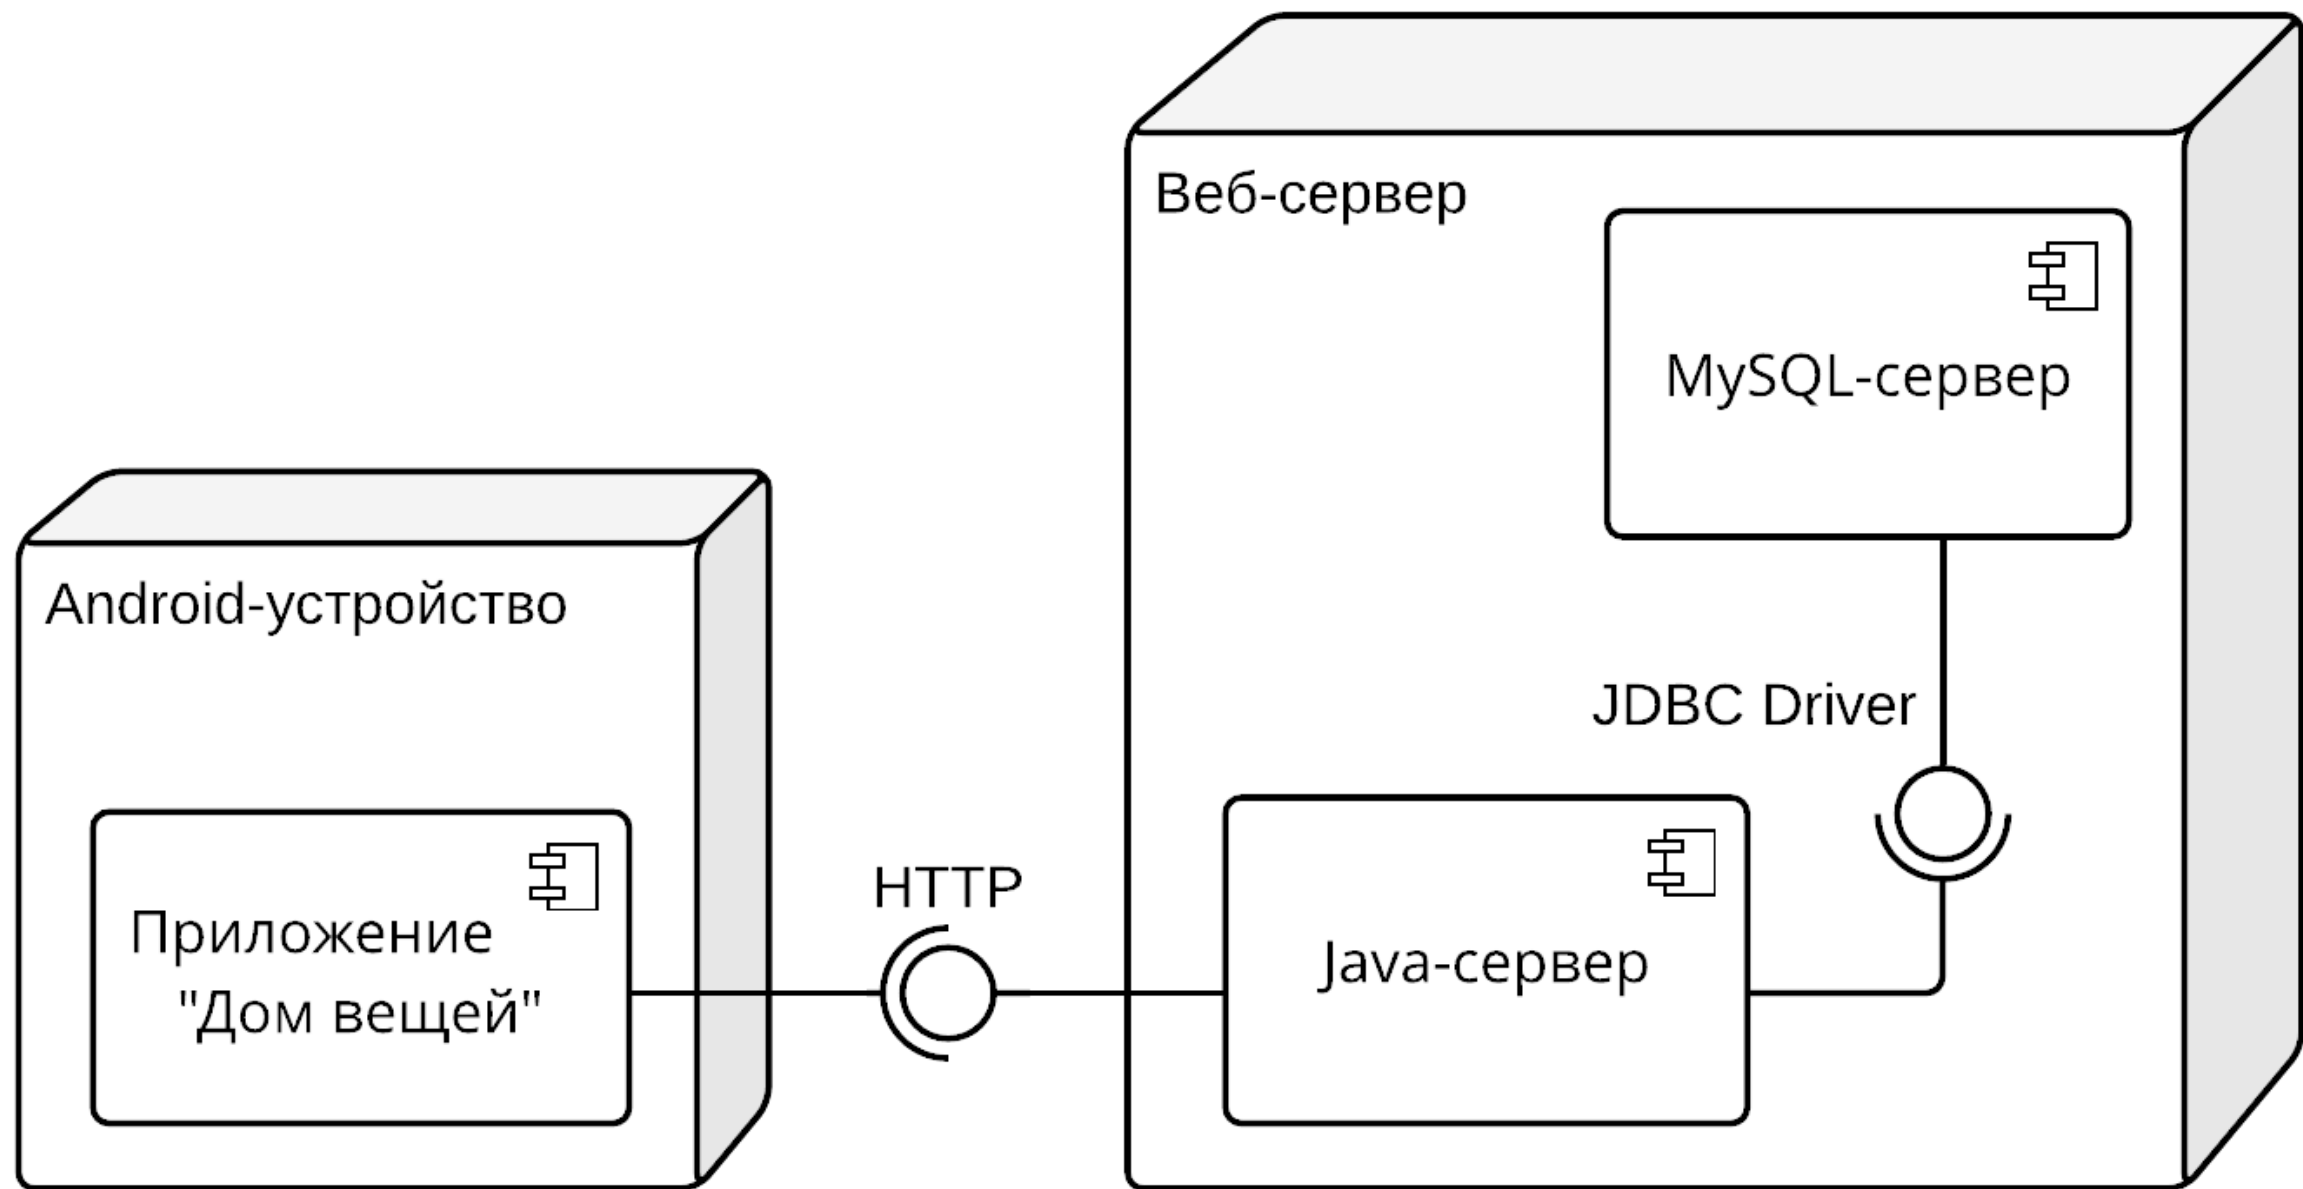 Веб-сервер
MySQL-сервер
Android-устройство
JDBC Driver
HTTP
Приложение
"Дом вещей"
Java-сервер